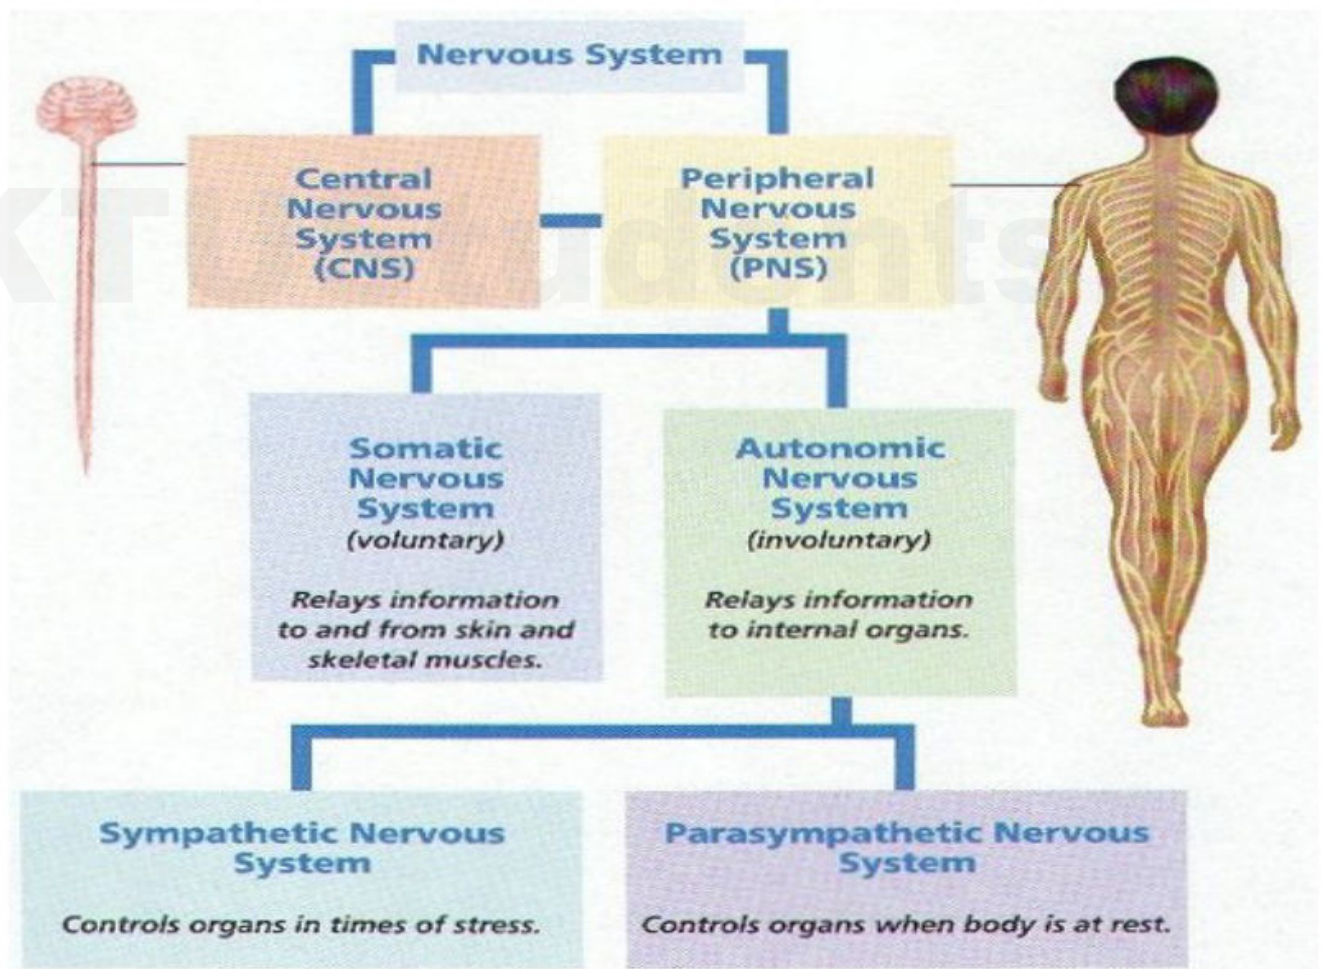 Nervous System
Central
Nervous
System
(CNS)
Peripheral
Nervous
System
(PNS)
Somatic
Nervous
System
(voluntary)
Relays information
to and from skin and
skeletal muscles.
Autonomic
Nervous
System
(involuntary)
Relays information
to internal organs.
Sympathetic Nervous
System
Controls organs in times of stress.
Parasympathetic Nervous
System
Controls organs when body is at rest.